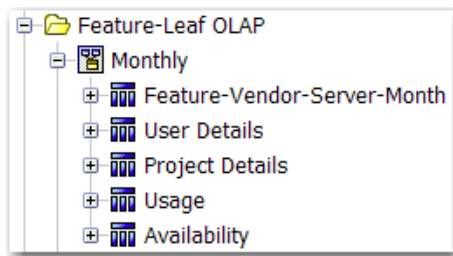 Feature-Leaf OLAP
Monthly
Feature-Vendor-Server-Month
User Details
Project Details
Usage
Availability